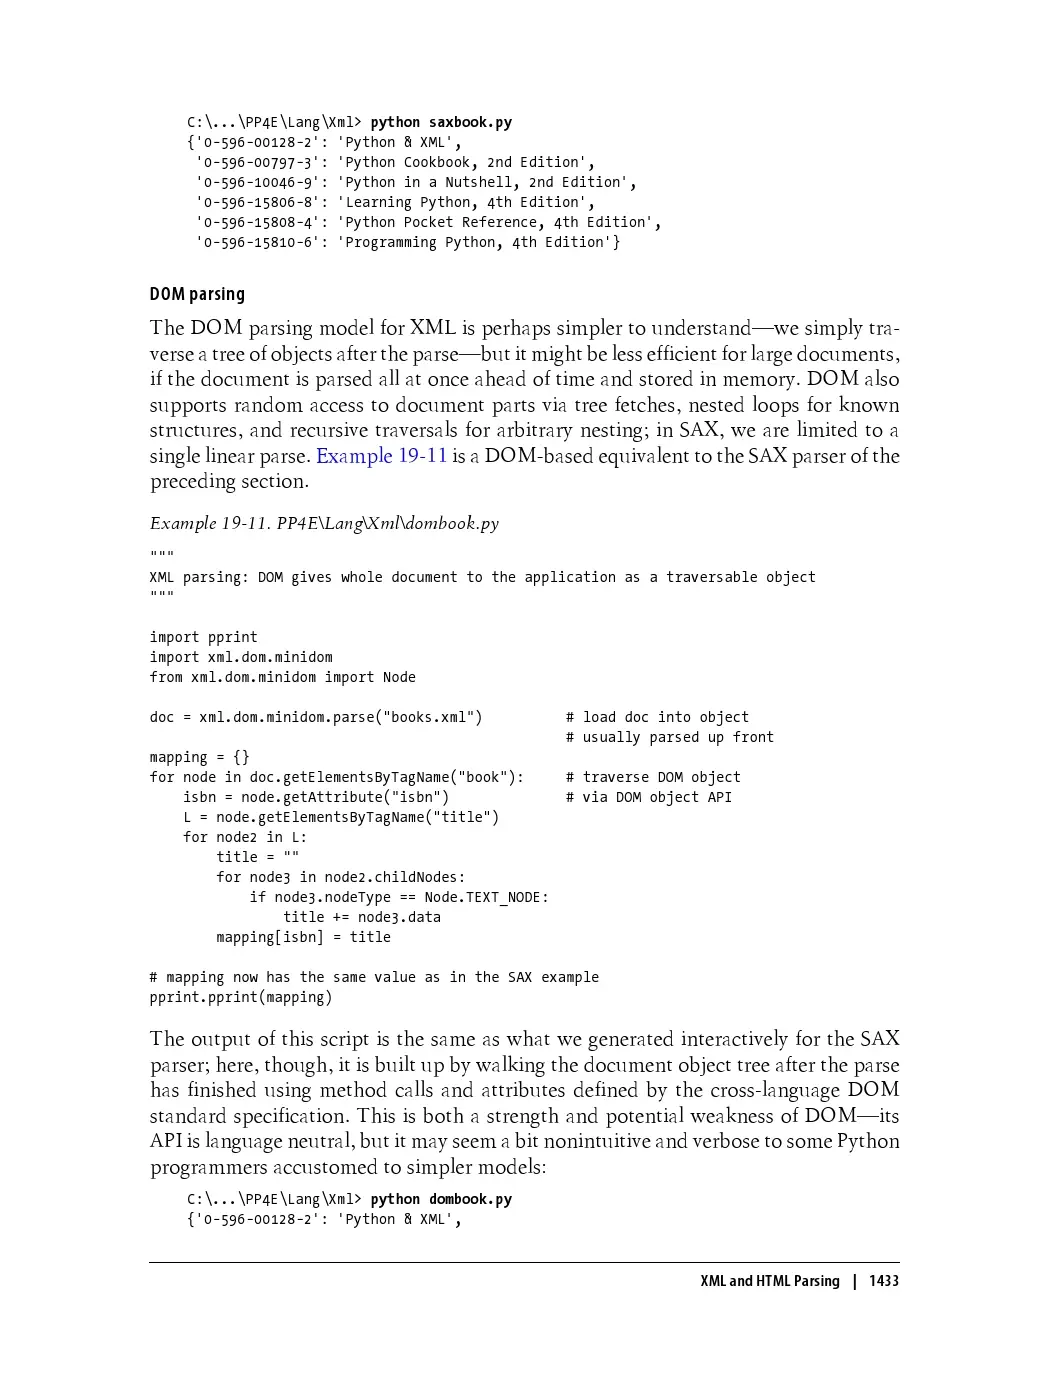 C:\...\PP4E\Lang\Xml> python saxbook.py
{'0-596-00128-2': 'Python & XML',
 '0-596-00797-3': 'Python Cookbook, 2nd Edition',
 '0-596-10046-9': 'Python in a Nutshell, 2nd Edition',
 '0-596-15806-8': 'Learning Python, 4th Edition',
 '0-596-15808-4': 'Python Pocket Reference, 4th Edition',
 '0-596-15810-6': 'Programming Python, 4th Edition'}
DOM parsing
The DOM parsing model for XML is perhaps simpler to understand—we simply tra-
verse a tree of objects after the parse—but it might be less efficient for large documents,
if the document is parsed all at once ahead of time and stored in memory. DOM also
supports random access to document parts via tree fetches, nested loops for known
structures, and recursive traversals for arbitrary nesting; in SAX, we are limited to a
single linear parse. Example 19-11 is a DOM-based equivalent to the SAX parser of the
preceding section.
Example 19-11. PP4E\Lang\Xml\dombook.py
"""
XML parsing: DOM gives whole document to the application as a traversable object
"""
import pprint
import xml.dom.minidom
from xml.dom.minidom import Node
doc = xml.dom.minidom.parse("books.xml")          # load doc into object
                                                  # usually parsed up front
mapping = {}
for node in doc.getElementsByTagName("book"):     # traverse DOM object
    isbn = node.getAttribute("isbn")              # via DOM object API
    L = node.getElementsByTagName("title")
    for node2 in L:
        title = ""
        for node3 in node2.childNodes:
            if node3.nodeType == Node.TEXT_NODE:
                title += node3.data
        mapping[isbn] = title
# mapping now has the same value as in the SAX example
pprint.pprint(mapping)
The output of this script is the same as what we generated interactively for the SAX
parser; here, though, it is built up by walking the document object tree after the parse
has finished using method calls and attributes defined by the cross-language DOM
standard specification. This is both a strength and potential weakness of DOM—its
API is language neutral, but it may seem a bit nonintuitive and verbose to some Python
programmers accustomed to simpler models:
C:\...\PP4E\Lang\Xml> python dombook.py
{'0-596-00128-2': 'Python & XML',
XML and HTML Parsing | 1433